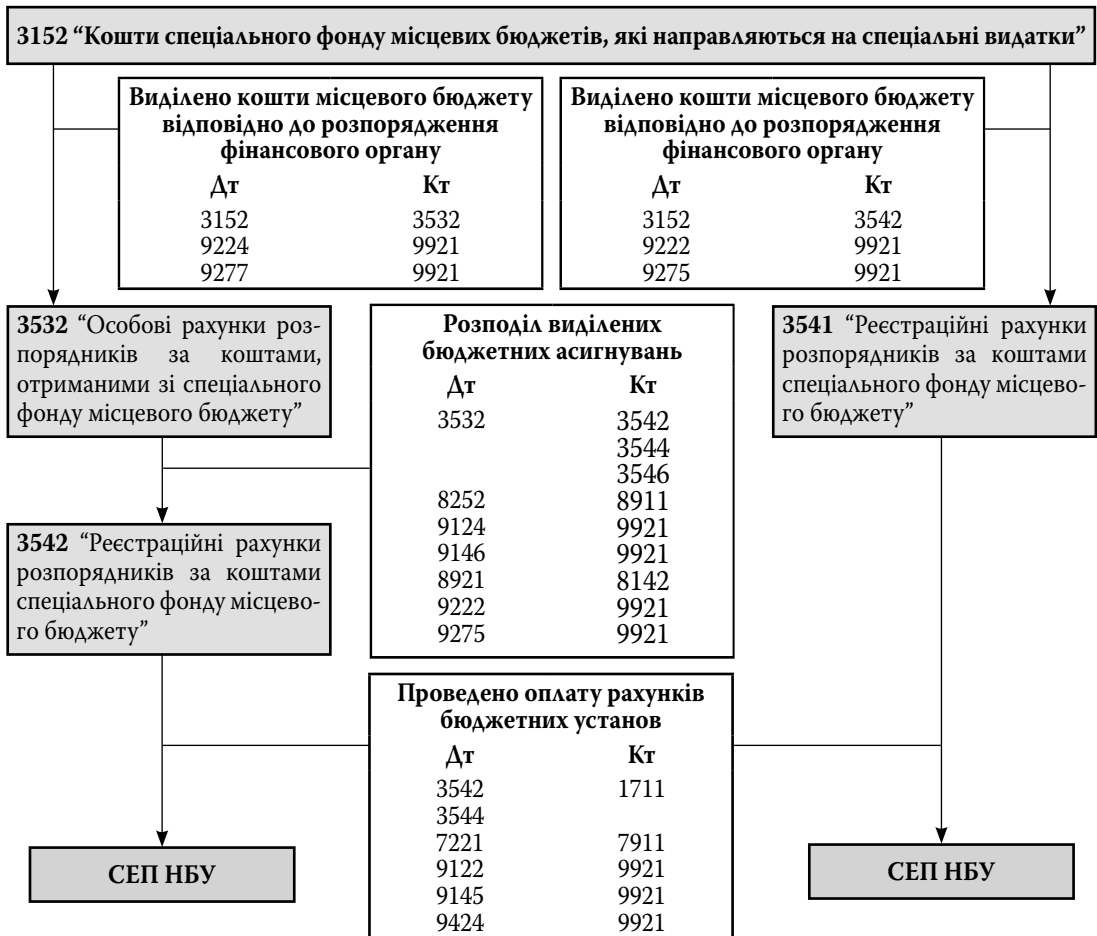 3152 “Кошти спеціального фонду місцевих бюджетів, які направляються на спеціальні видатки”
Виділено кошти місцевого бюджету
відповідно до розпорядження
фінансового органу
Дт Кт
3152 3532
9224 9921
9277 9921
Виділено кошти місцевого бюджету
відповідно до розпорядження
фінансового органу
Дт Кт
3152 3542
9222 9921
9275 9921
3532 “Особові рахунки роз-
порядників за коштами,
отриманими зі спеціального
фонду місцевого бюджету”
Розподіл виділених
бюджетних асигнувань
Дт Кт
3532 3542
3544
3546
8252 8911
9124 9921
9146 9921
8921 8142
9222 9921
9275 9921
3541 “Реєстраційні рахунки
розпорядників за коштами
спеціального фонду місцево-
го бюджету”
3542 “Реєстраційні рахунки
розпорядників за коштами
спеціального фонду місцево-
го бюджету”
Проведено оплату рахунків
бюджетних установ
Дт Кт
3542 1711
3544
7221 7911
9122 9921
9145 9921
9424 9921
СЕП НБУ
СЕП НБУ